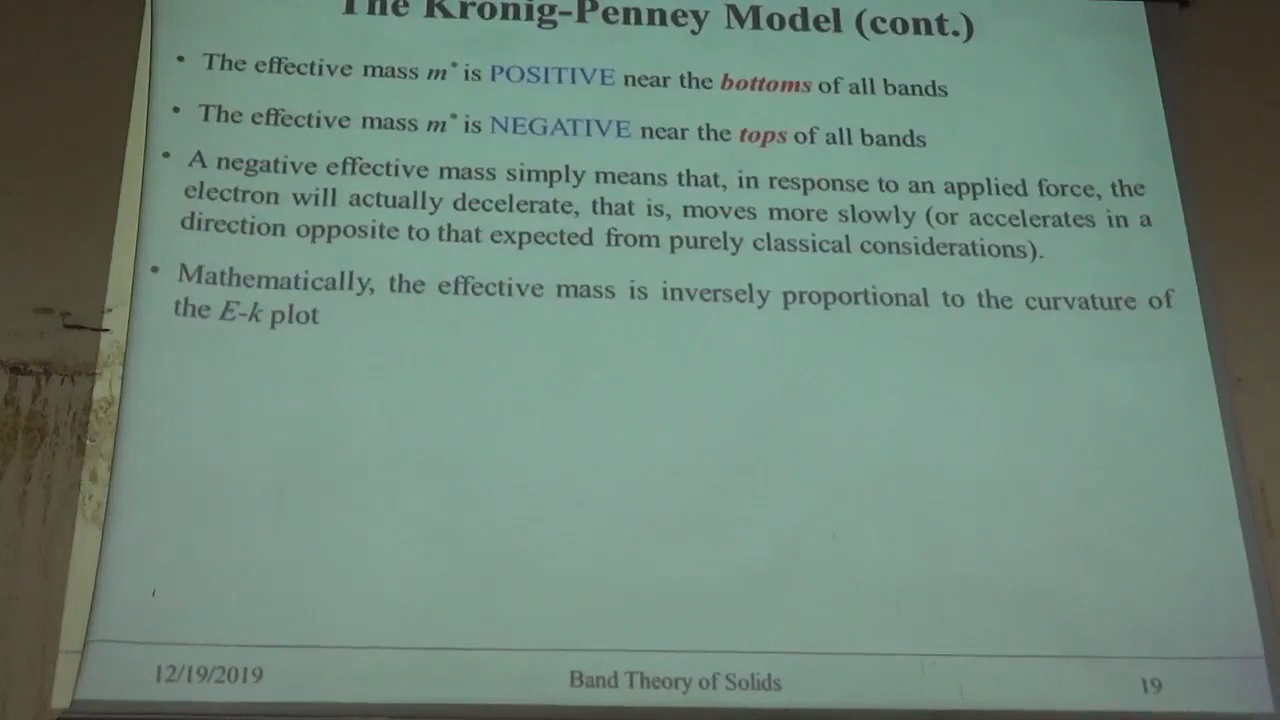 The Kronig-Penney Model (cont.)
• The effective mass m* is POSITIVE near the bottoms of all bands
• The effective mass m* is NEGATIVE near the tops of all bands
• A negative effective mass simply means that, in response to an applied force, the
electron will actually decelerate, that is, moves more slowly (or accelerates in a
direction opposite to that expected from purely classical considerations).
• Mathematically, the effective mass is inversely proportional to the curvature of
the E-k plot
12/19/2019
Band Theory of Solids
19